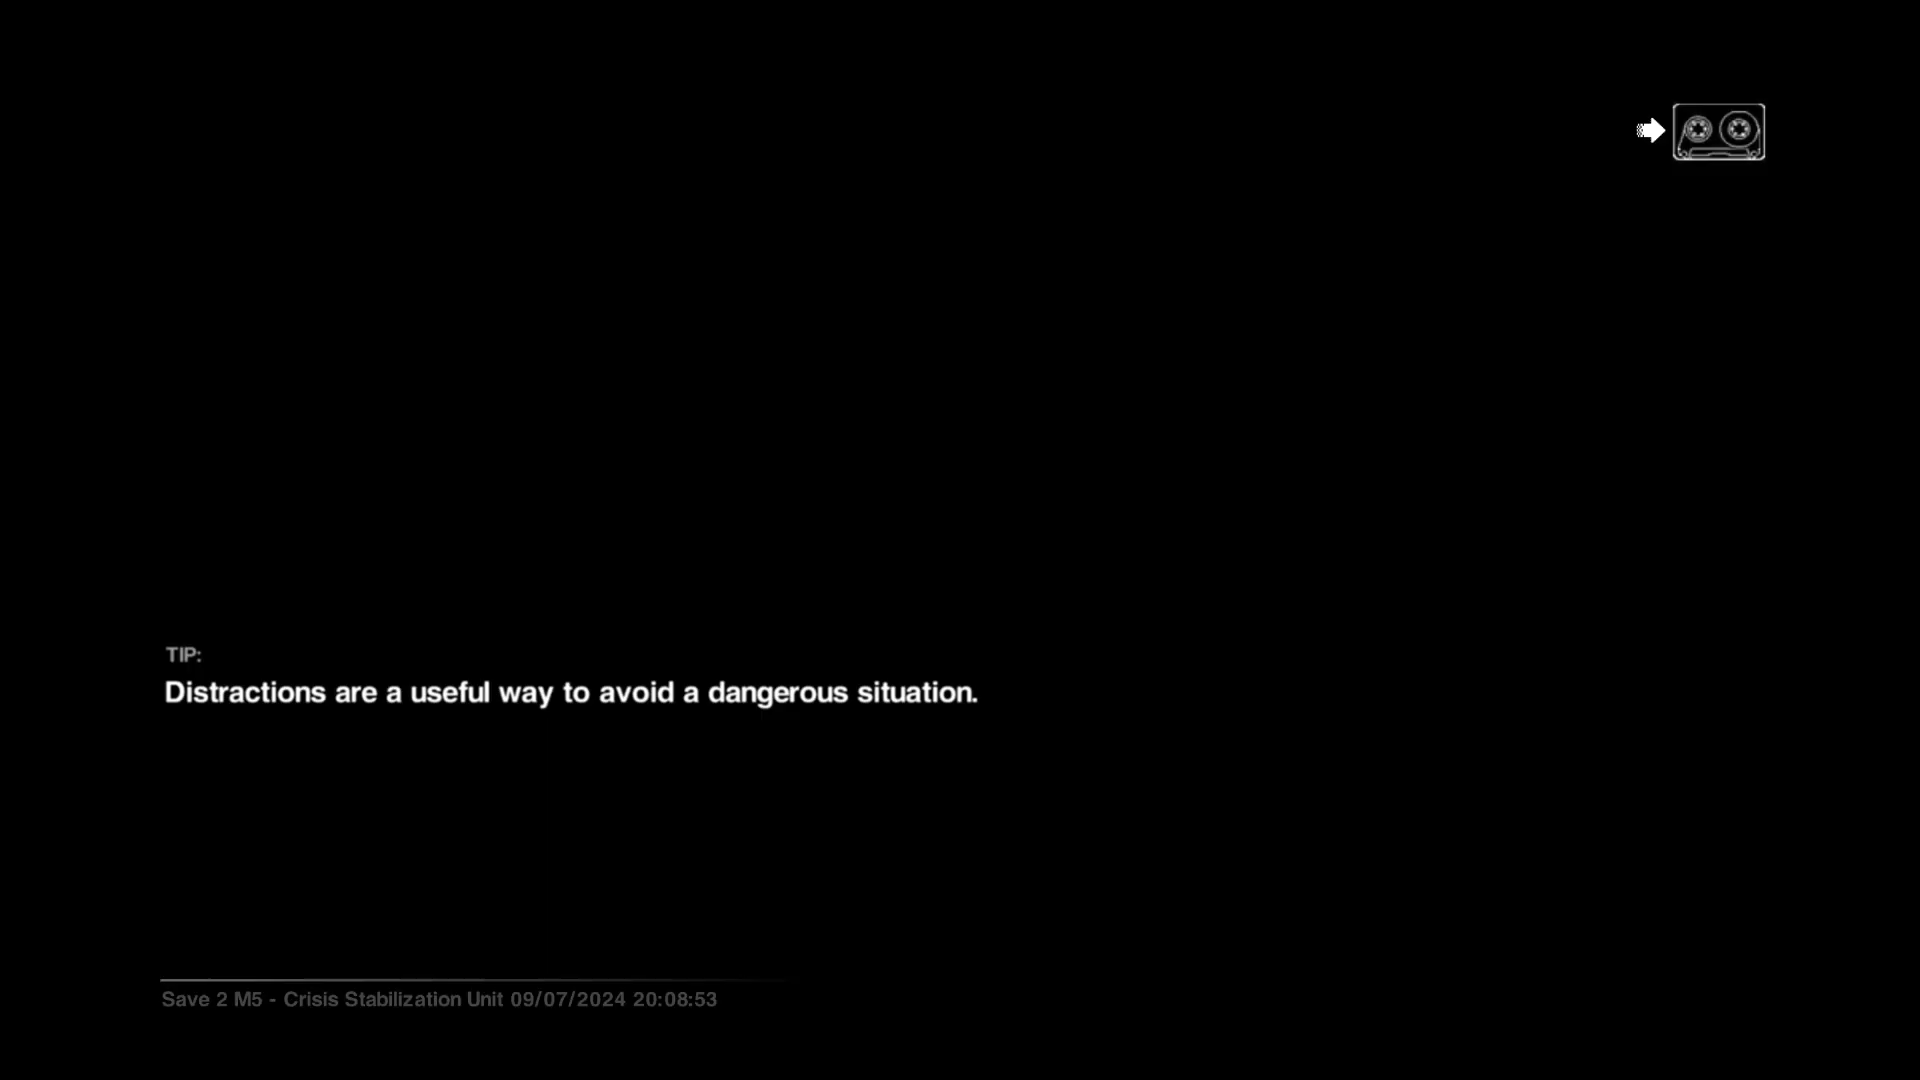 TIP:
Distractions are a useful way to avoid a dangerous situation.
Save 2 M5 - Crisis Stabilization Unit 09/07/2024 20:08:53